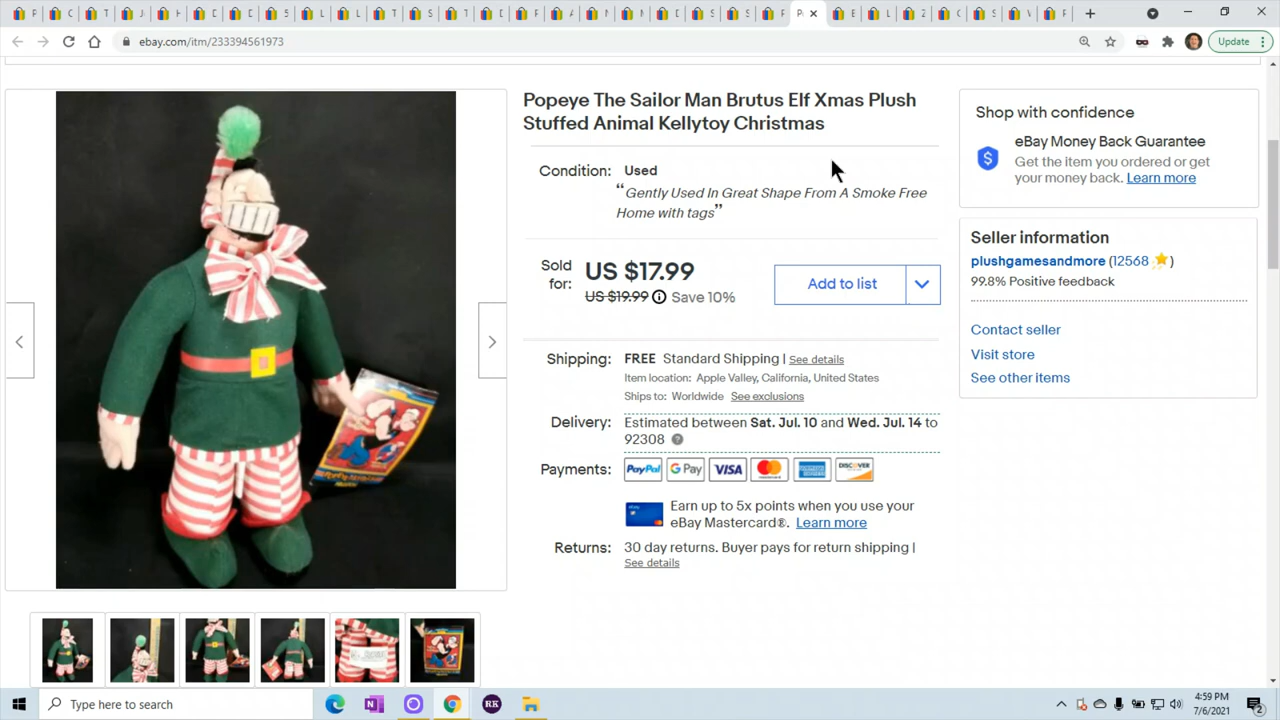 ebay.com/itm/233394561973
Update
Popeye The Sailor Man Brutus Elf Xmas Plush
Stuffed Animal Kellytoy Christmas
Condition: Used
“Gently Used In Great Shape From A Smoke Free
Home with tags”
Sold
for:
US $17.99
US $19.99 Save 10%
Add to list
Shipping: FREE Standard Shipping | See details
Item location: Apple Valley, California, United States
Ships to: Worldwide See exclusions
Delivery: Estimated between Sat. Jul. 10 and Wed. Jul. 14 to
92308
Payments: PayPal G Pay VISA
DISCOVER
Earn up to 5x points when you use your
eBay Mastercard®. Learn more
Returns: 30 day returns. Buyer pays for return shipping |
See details
Shop with confidence
eBay Money Back Guarantee
Get the item you ordered or get
your money back. Learn more
Seller information
plushgamesandmore (12568 )
99.8% Positive feedback
Contact seller
Visit store
See other items
Type here to search
RK
4:59 PM
7/6/2021
2